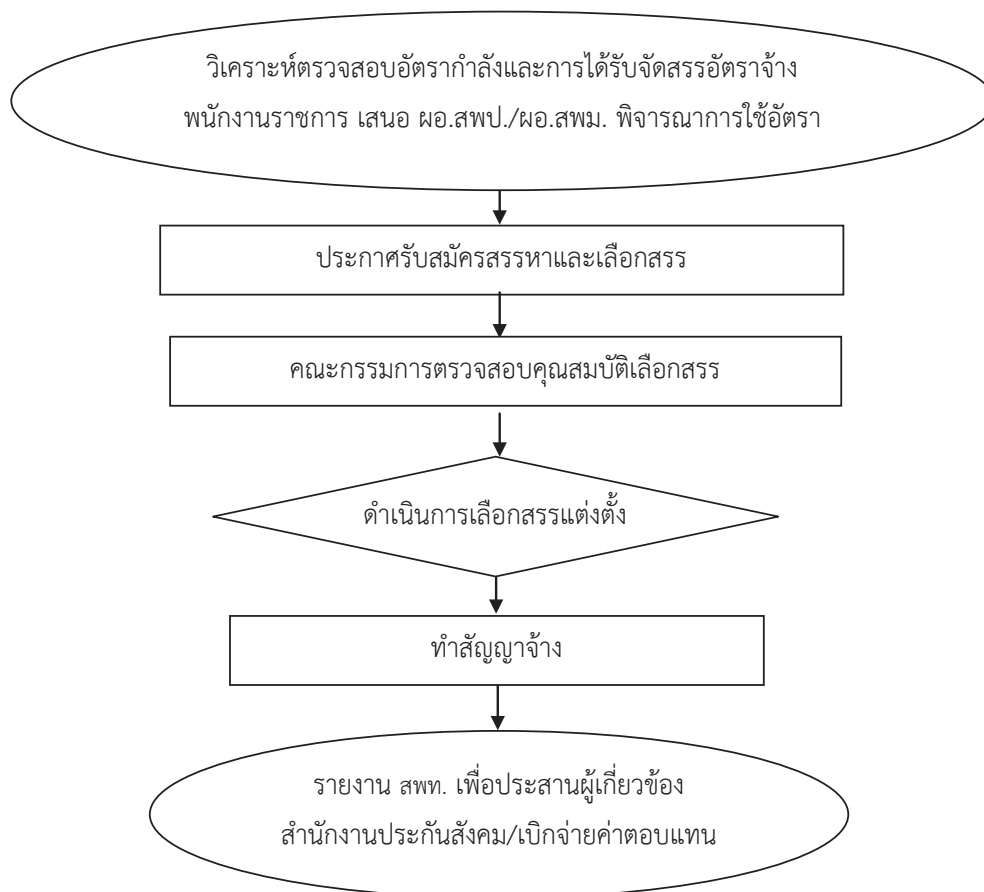 วิเคราะห์ตรวจสอบอัตรากำลังและการได้รับจัดสรรอัตราจ้าง
พนักงานราชการ เสนอ ผอ.สพป./ผอ.สพม. พิจารณาการใช้อัตรา
ประกาศรับสมัครสรรหาและเลือกสรร
คณะกรรมการตรวจสอบคุณสมบัติเลือกสรร
ดำเนินการเลือกสรรแต่งตั้ง
ทำสัญญาจ้าง
รายงาน สพท. เพื่อประสานผู้เกี่ยวข้อง
สำนักงานประกันสังคม/เบิกจ่ายค่าตอบแทน